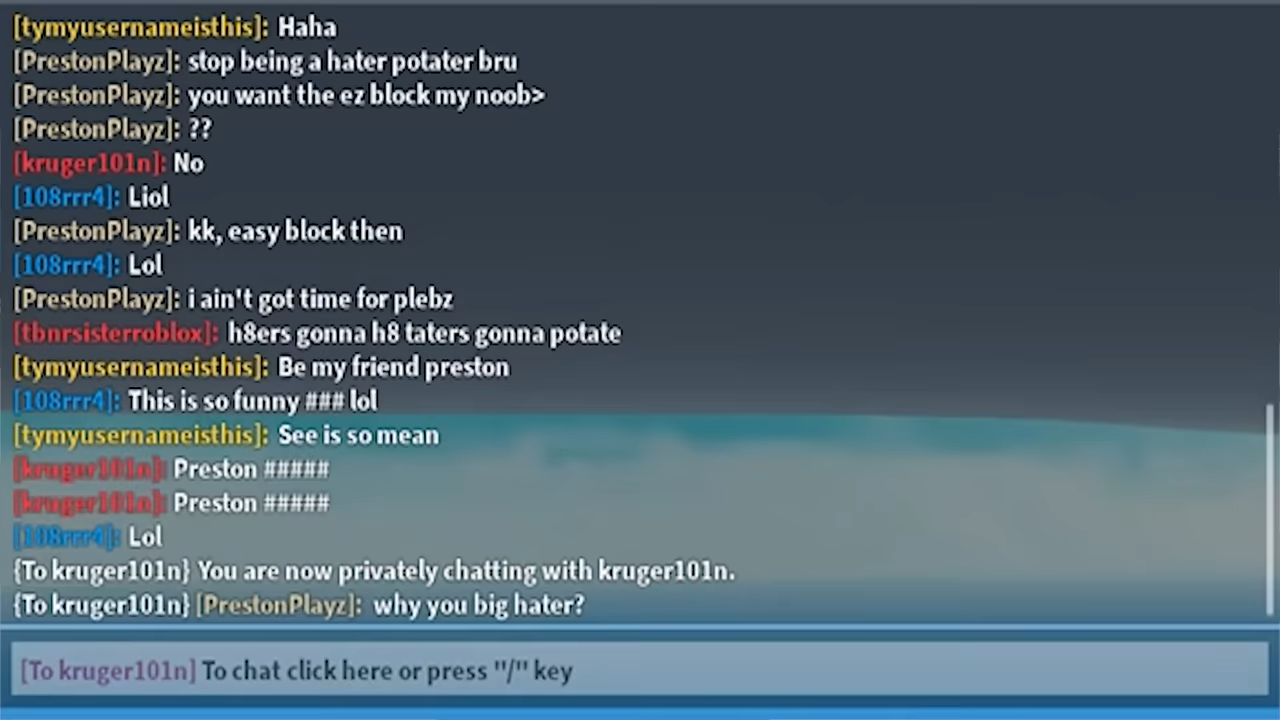 [tymyusernameisthis]: Haha
[PrestonPlayz]: stop being a hater potater bru
[PrestonPlayz]: you want the ez block my noob>
[PrestonPlayz]: ??
[kruger101n]: No
[108rrr4]: Liol
[PrestonPlayz]: kk, easy block then
[108rrr4]: Lol
[PrestonPlayz]: i ain't got time for plebz
[tbnrsisterroblox]: h8ers gonna h8 taters gonna potate
[tymyusernameisthis]: Be my friend preston
[108rrr4]: This is so funny ### lol
[tymyusernameisthis]: See is so mean
[kruger101n]: Preston #####
[kruger101n]: Preston #####
[108rrr4]: Lol
{To kruger101n} You are now privately chatting with kruger101n.
{To kruger101n} [PrestonPlayz]: why you big hater?
[To kruger101n] To chat click here or press "/" key